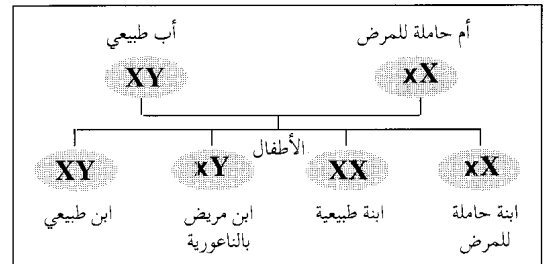 أم حاملة للمرض أب طبيعي
xX XY
الأطفال
xX XX xY XY
ابنة حاملة للمرض ابنة طبيعية ابن مريض بالناعورية ابن طبيعي